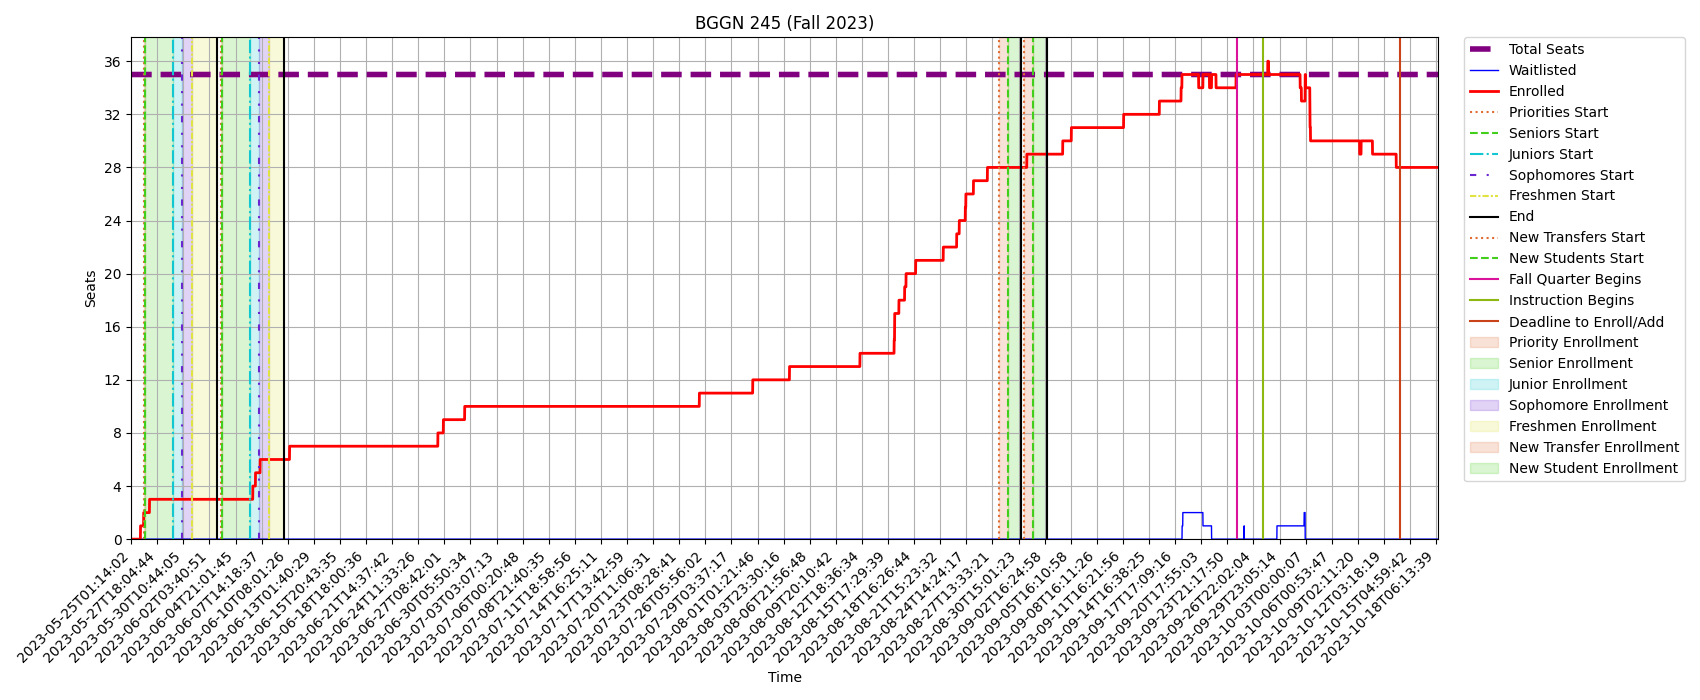 BGGN 245 (Fall 2023)
Seats
36
32
28
24
20
16
12
8
4
0
2023-05-25T01:14:02
2023-05-27T18:04:44
2023-05-30T10:44:05
2023-06-02T03:40:51
2023-06-04T21:01:45
2023-06-07T14:18:37
2023-06-10T08:01:26
2023-06-13T01:40:29
2023-06-15T20:43:35
2023-06-18T18:00:36
2023-06-21T14:37:42
2023-06-24T11:33:26
2023-06-27T08:42:01
2023-06-30T05:50:34
2023-07-03T03:07:13
2023-07-06T00:20:48
2023-07-08T21:40:35
2023-07-11T18:58:56
2023-07-14T16:25:11
2023-07-17T13:42:59
2023-07-20T11:06:31
2023-07-23T08:28:41
2023-07-26T05:56:02
2023-07-29T03:37:17
2023-08-01T01:21:46
2023-08-03T23:30:16
2023-08-06T21:56:48
2023-08-09T20:10:42
2023-08-12T18:36:34
2023-08-15T17:29:39
2023-08-18T16:26:44
2023-08-21T15:23:32
2023-08-24T14:24:17
2023-08-27T13:33:21
2023-08-30T15:01:23
2023-09-02T16:24:58
2023-09-05T16:10:58
2023-09-08T16:11:26
2023-09-11T16:21:56
2023-09-14T16:38:25
2023-09-17T17:09:16
2023-09-20T17:55:03
2023-09-23T21:17:50
2023-09-26T22:02:04
2023-09-29T23:05:14
2023-10-03T00:00:07
2023-10-06T00:53:47
2023-10-09T02:11:20
2023-10-12T03:18:19
2023-10-15T04:59:42
2023-10-18T06:13:39
Time
Total Seats
Waitlisted
Enrolled
Priorities Start
Seniors Start
Juniors Start
Sophomores Start
Freshmen Start
End
New Transfers Start
New Students Start
Fall Quarter Begins
Instruction Begins
Deadline to Enroll/Add
Priority Enrollment
Senior Enrollment
Junior Enrollment
Sophomore Enrollment
Freshmen Enrollment
New Transfer Enrollment
New Student Enrollment